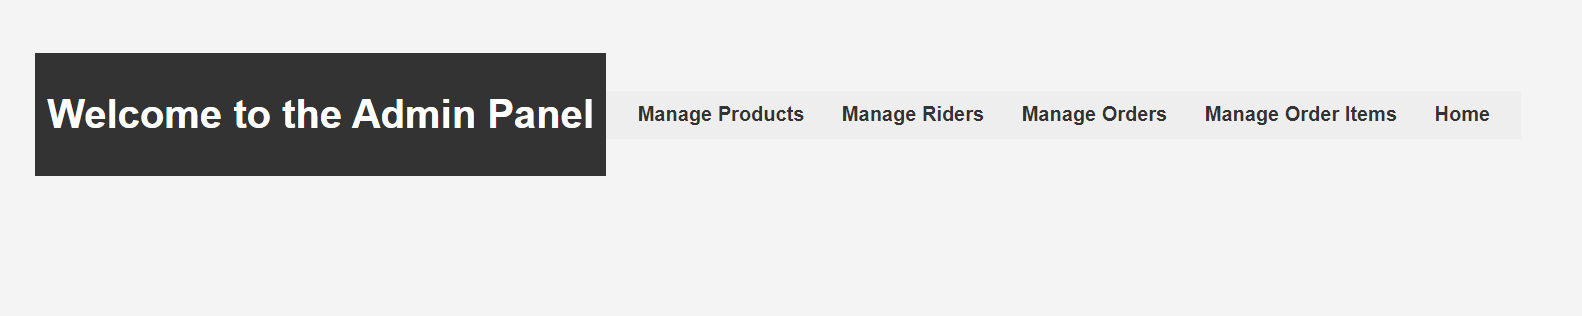 Welcome to the Admin Panel
Manage Products Manage Riders Manage Orders Manage Order Items Home